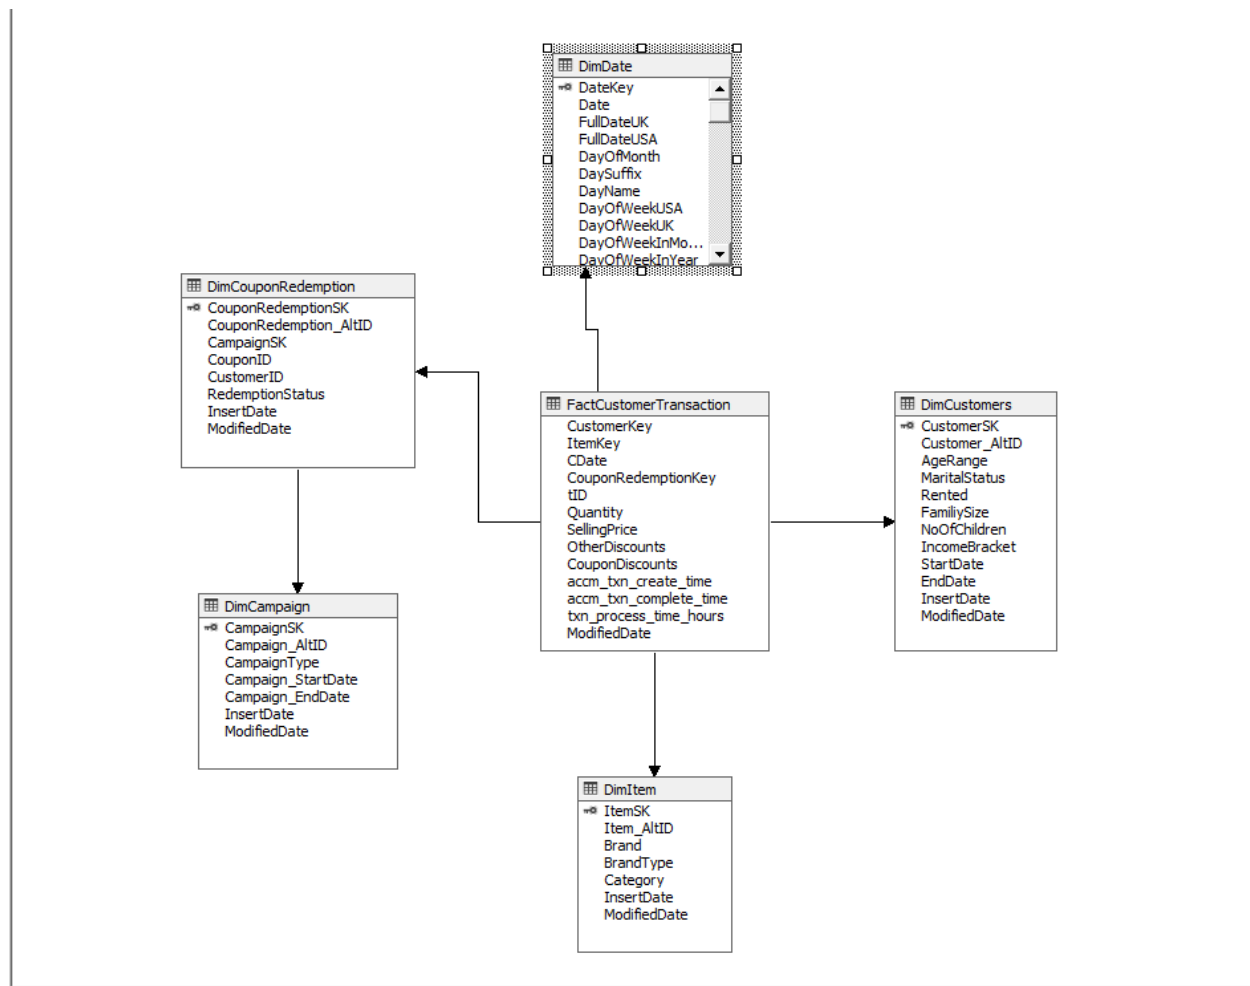 DimDate
DateKey
Date
FullDateUK
FullDateUSA
DayOfMonth
DaySuffix
DayName
DayOfWeekUSA
DayOfWeekUK
DayOfWeekInMo...
DayOfWeekInYear
DimCouponRedemption
CouponRedemptionSK
CouponRedemption_AltID
CampaignSK
CouponID
CustomerID
RedemptionStatus
InsertDate
ModifiedDate
FactCustomerTransaction
CustomerKey
ItemKey
CDate
CouponRedemptionKey
tID
Quantity
SellingPrice
OtherDiscounts
CouponDiscounts
accm_txn_create_time
accm_txn_complete_time
txn_process_time_hours
ModifiedDate
DimCustomers
CustomerSK
Customer_AltID
AgeRange
MaritalStatus
Rented
FamiliySize
NoOfChildren
IncomeBracket
StartDate
EndDate
InsertDate
ModifiedDate
DimCampaign
CampaignSK
Campaign_AltID
CampaignType
Campaign_StartDate
Campaign_EndDate
InsertDate
ModifiedDate
DimItem
ItemSK
Item_AltID
Brand
BrandType
Category
InsertDate
ModifiedDate